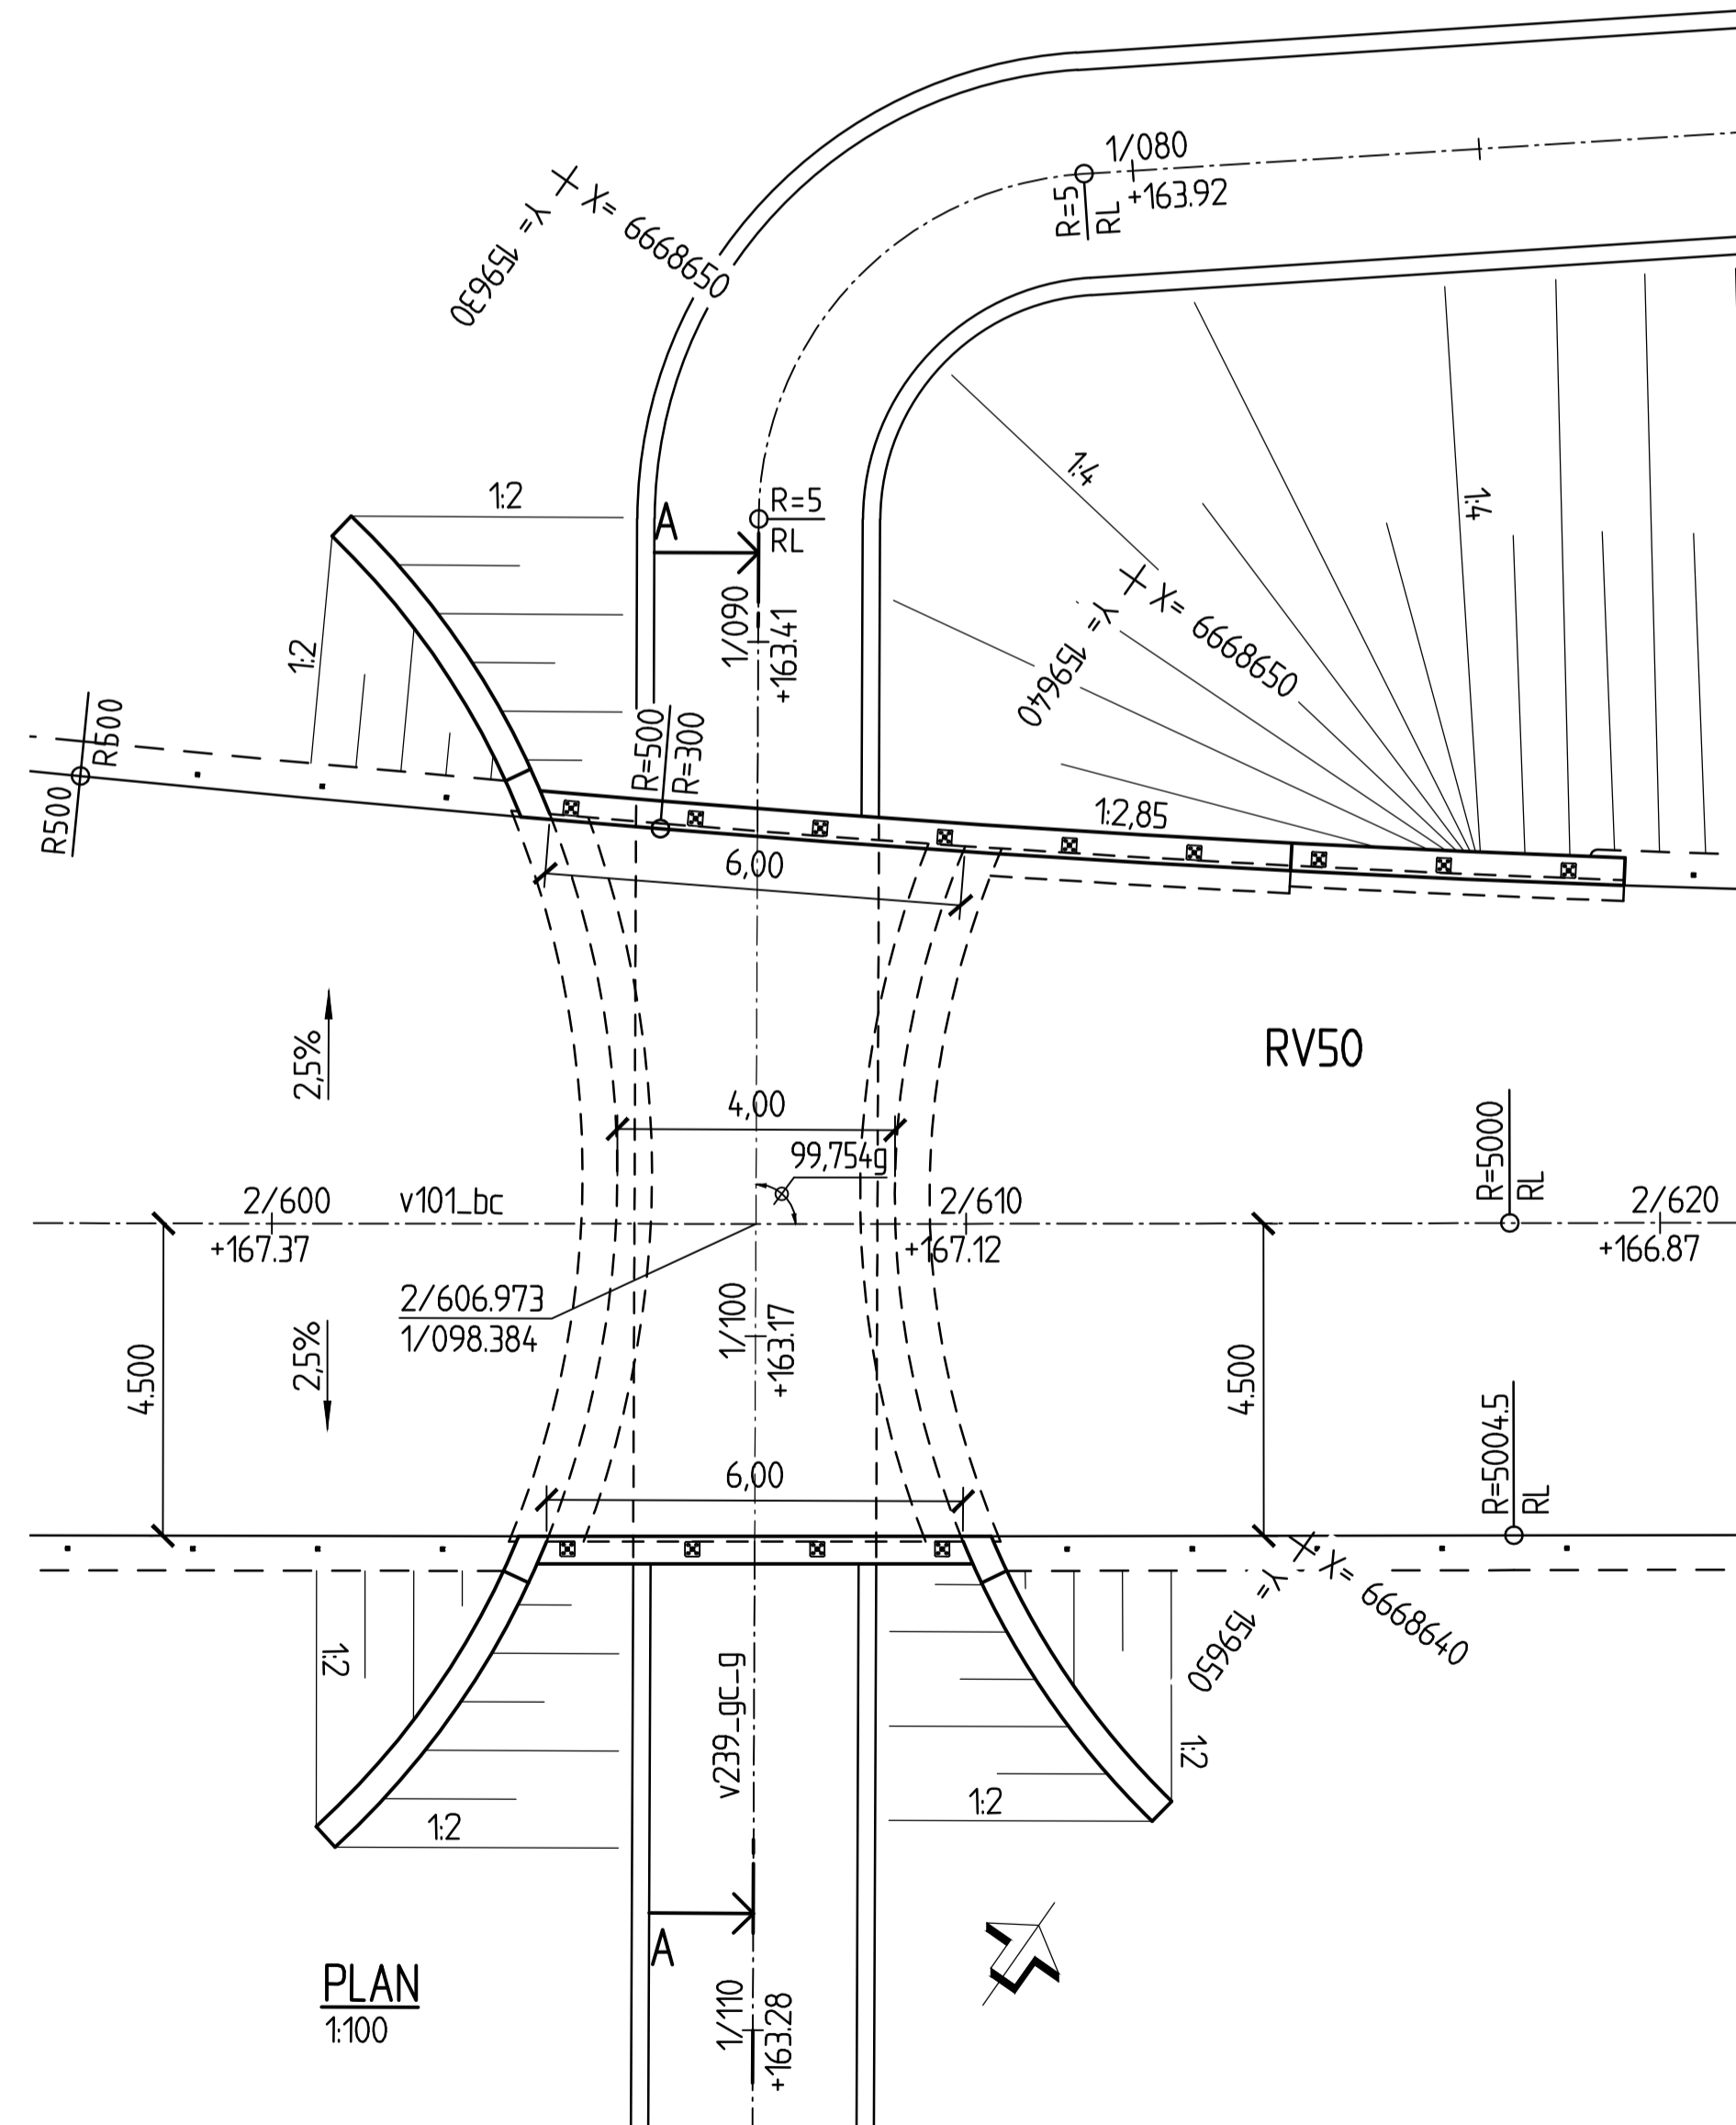 1/080
+163.92
R=5
RL
X= 6668650
Y= 159630
1:2
A
R=5
RL
1:4
1:4
1/090
+163.41
X= 6668650
Y= 159640
1:2
R500
R500
R=500
R=300
1:2,85
6,00
2,5%
RV50
4,00
99,754g
R=5000
RL
2/600
v101_bc
2/610
2/620
+167.37
+167.12
+166.87
2/606.973
1/098.384
1/100
+163.17
2,5%
4.500
4.500
R=5004.5
RL
6,00
X= 6668640
Y= 159650
1:2
v239_gc_g
1:2
1:2
1:2
A
PLAN
1:100
1/110
+163.28